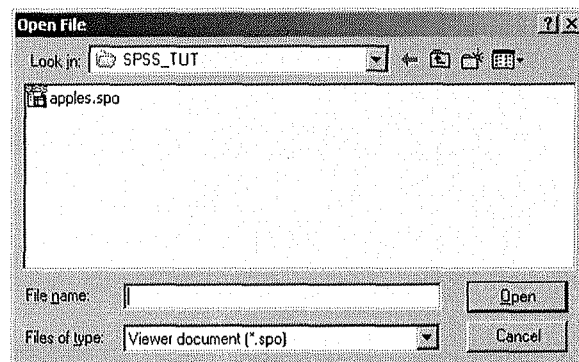 Open File
Look in: SPSS_TUT
apples.spo
File name: Open
Files of type: Viewer document (*.spo) Cancel